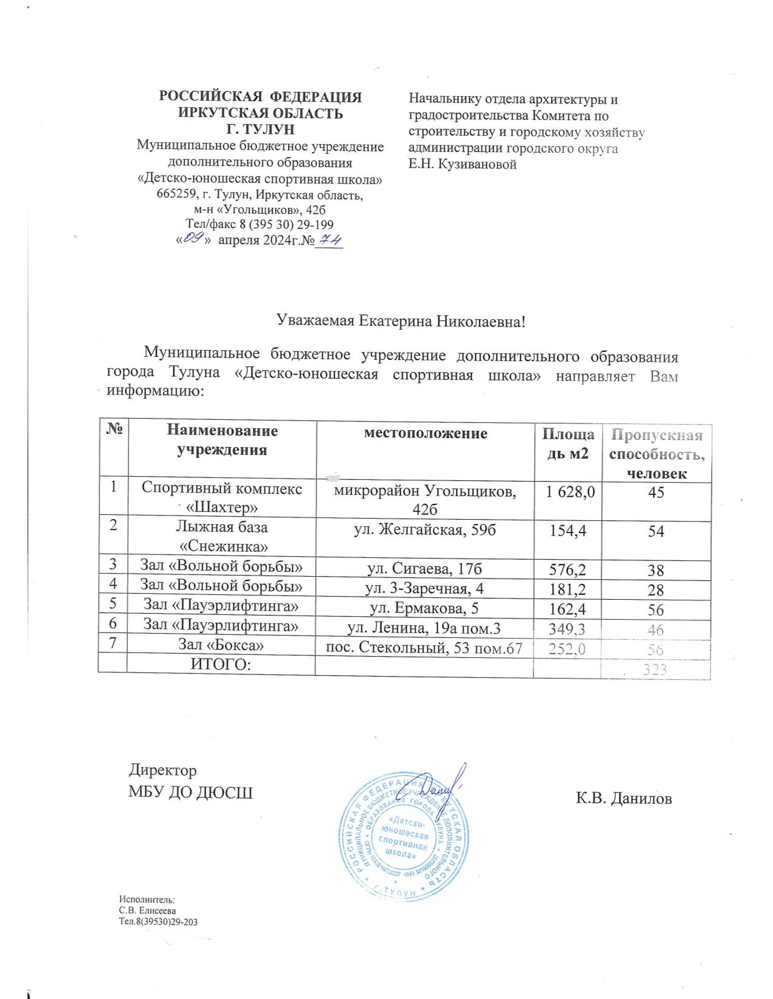 РОССИЙСКАЯ ФЕДЕРАЦИЯ
ИРКУТСКАЯ ОБЛАСТЬ
Г. ТУЛУН
Муниципальное бюджетное учреждение
дополнительного образования
«Детско-юношеская спортивная школа»
665259, г. Тулун, Иркутская область,
м-н «Угольщиков», 42б
Тел/факс 8 (395 30) 29-199
«09» апреля 2024г.№ 74
Начальнику отдела архитектуры и
градостроительства Комитета по
строительству и городскому хозяйству
администрации городского округа
Е.Н. Кузивановой
Уважаемая Екатерина Николаевна!
Муниципальное бюджетное учреждение дополнительного образования
города Тулуна «Детско-юношеская спортивная школа» направляет Вам
информацию:
№ Наименование учреждения местоположение Площа дь м2 Пропускная способность, человек
1 Спортивный комплекс «Шахтер» микрорайон Угольщиков, 42б 1 628,0 45
2 Лыжная база «Снежинка» ул. Желгайская, 59б 154,4 54
3 Зал «Вольной борьбы» ул. Сигаева, 17б 576,2 38
4 Зал «Вольной борьбы» ул. 3-Заречная, 4 181,2 28
5 Зал «Пауэрлифтинга» ул. Ермакова, 5 162,4 56
6 Зал «Пауэрлифтинга» ул. Ленина, 19а пом.3 349,3 46
7 Зал «Бокса» пос. Стекольный, 53 пом.67 252,0 56
ИТОГО: 323
Директор
МБУ ДО ДЮСШ
К.В. Данилов
РОССИЙСКАЯ ФЕДЕРАЦИЯ * ИРКУТСКАЯ ОБЛАСТЬ * г.ТУЛУН *
МУНИЦИПАЛЬНОЕ БЮДЖЕТНОЕ УЧРЕЖДЕНИЕ ДОПОЛНИТЕЛЬНОГО
ОБРАЗОВАНИЯ ГОРОДА ТУЛУНА
ОГРН ИНН
«Детско-
юношеская
спортивная
школа»
Исполнитель:
С.В. Елисеева
Тел.8(39530)29-203